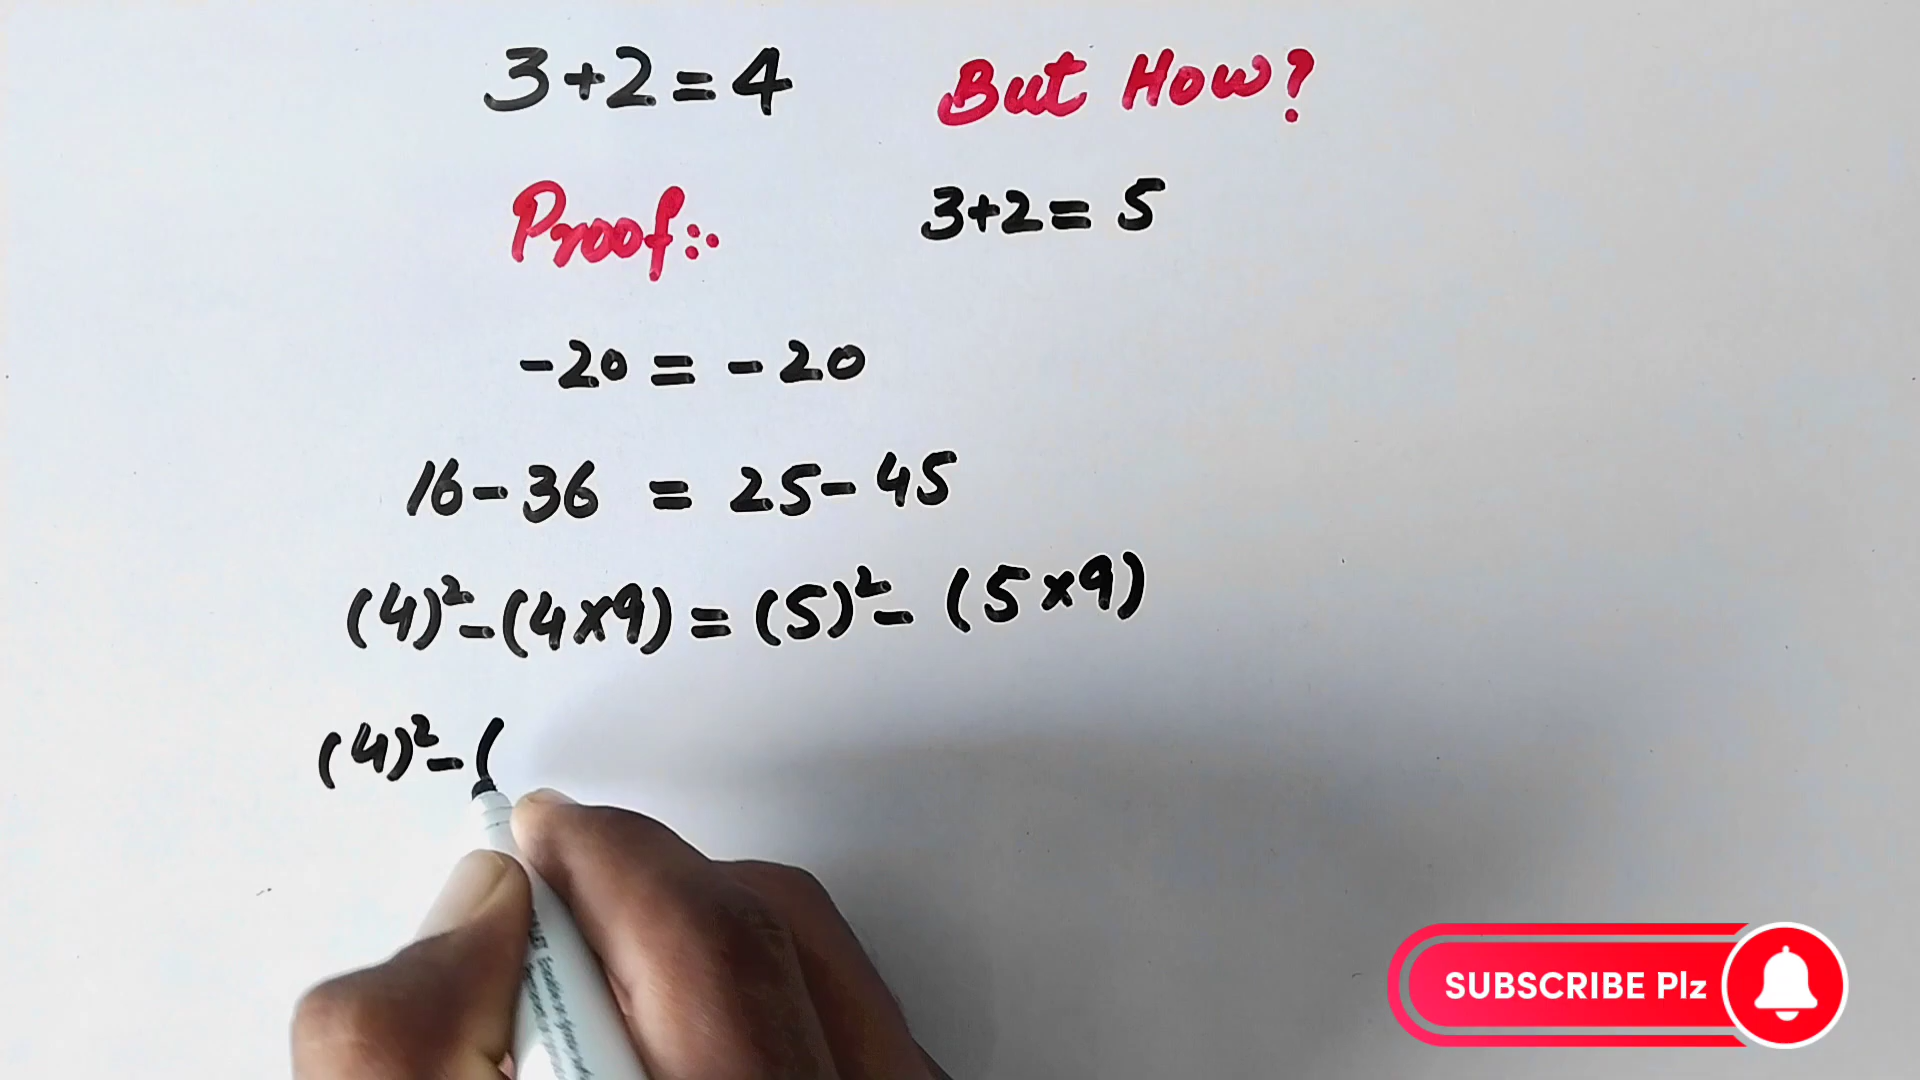 3+2=4 But How?
Proof:. 3+2= 5
-20 = -20
16-36 = 25-45
(4)²-(4×9) = (5)²- (5×9)
(4)²-(
SUBSCRIBE Plz